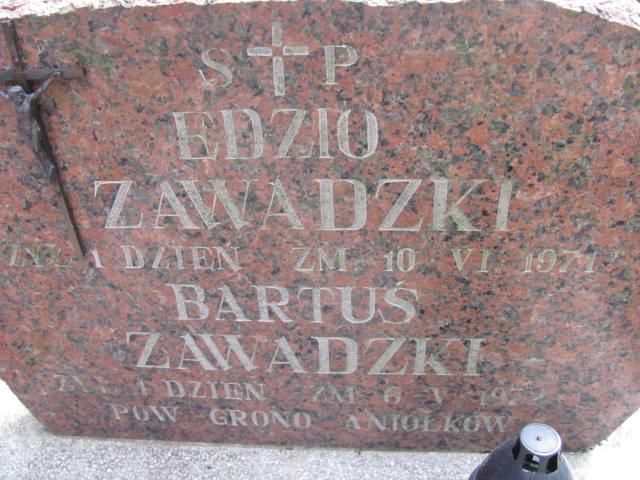 S P.
EDZIO
ZAWADZKI
ŻYŁ 1 DZIEŃ ZM 10 VI 1971
BARTUŚ
ZAWADZKI
ŻYŁ 1 DZIEŃ ZM 6 V
POW GRONO ANIOŁKÓW